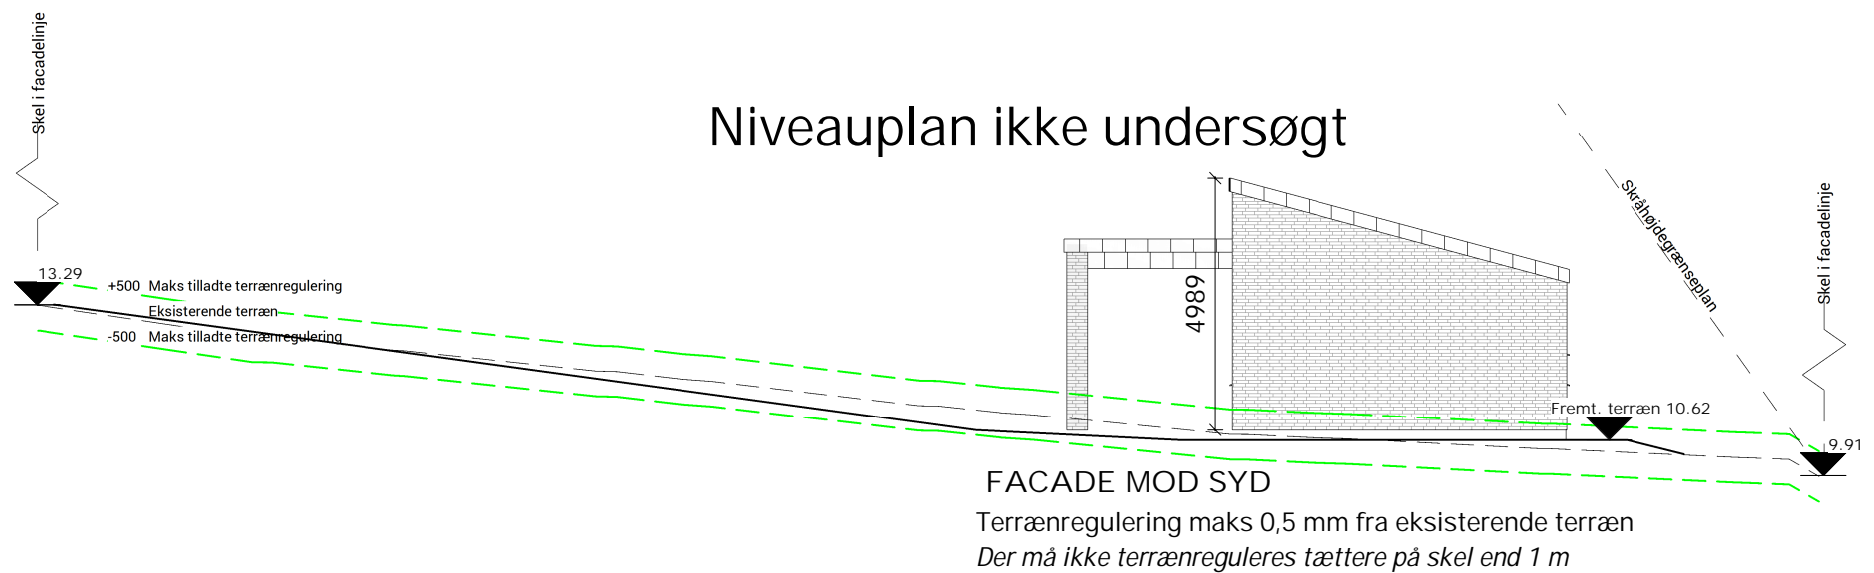 Skel i facadelinje
Niveauplan ikke undersøgt
Skråhøjdegrænseplan
Skel i facadelinje
13.29
+500 Maks tilladte terrænregulering
Eksisterende terræn
-500 Maks tilladte terrænregulering
4989
Fremt. terræn 10.62
9.91
FACADE MOD SYD
Terrænregulering maks 0,5 mm fra eksisterende terræn
Der må ikke terrænreguleres tættere på skel end 1 m